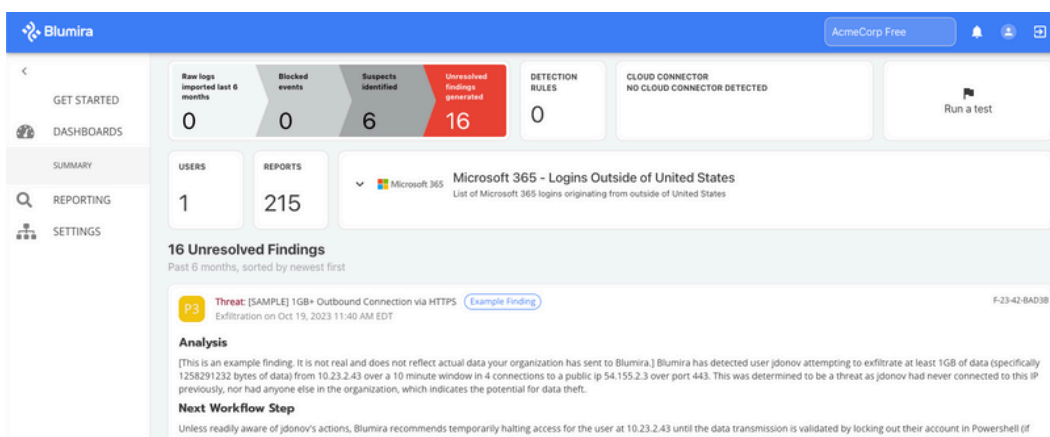 Blumira
AcmeCorp Free
GET STARTED
DASHBOARDS
SUMMARY
REPORTING
SETTINGS
Raw logs
imported last 6
months
0
Blocked
events
0
Suspects
identified
6
Unresolved
findings
generated
16
DETECTION
RULES
0
CLOUD CONNECTOR
NO CLOUD CONNECTOR DETECTED
Run a test
USERS
1
REPORTS
215
Microsoft 365
Microsoft 365 - Logins Outside of United States
List of Microsoft 365 logins originating from outside of United States
16 Unresolved Findings
Past 6 months, sorted by newest first
P3
Threat: [SAMPLE] 1GB+ Outbound Connection via HTTPS Example Finding
F-23-42-BAD3B
Exfiltration on Oct 19, 2023 11:40 AM EDT
Analysis
[This is an example finding. It is not real and does not reflect actual data your organization has sent to Blumira.] Blumira has detected user jdonov attempting to exfiltrate at least 1GB of data (specifically
1258291232 bytes of data) from 10.23.2.43 over a 10 minute window in 4 connections to a public ip 54.155.2.3 over port 443. This was determined to be a threat as jdonov had never connected to this IP
previously, nor had anyone else in the organization, which indicates the potential for data theft.
Next Workflow Step
Unless readily aware of jdonov's actions, Blumira recommends temporarily halting access for the user at 10.23.2.43 until the data transmission is validated by locking out their account in Powershell (if